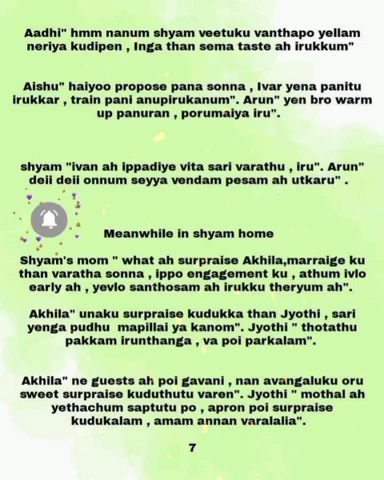 Aadhi" hmm nanum shyam veetuku vanthapo yellam
neriya kudipen , Inga than sema taste ah irukkum"
Aishu" haiyoo propose pana sonna , Ivar yena panitu
irukkar , train pani anupirukanum". Arun" yen bro warm
up panuran , porumaiya iru".
shyam "ivan ah ippadiye vita sari varathu , iru". Arun"
deii deii onnum seyya vendam pesam ah utkaru" .
Meanwhile in shyam home
Shyam's mom " what ah surprise Akhila,marraige ku
than varatha sonna , ippo engagement ku , athum ivlo
early ah , yevlo santhosam ah irukku theryum ah".
Akhila" unaku surprise kudukka than Jyothi , sari
yenga pudhu  mapillai ya kanom". Jyothi " thotathu
pakkam irunthanga , va poi parkalam".
Akhila" ne guests ah poi gavani , nan avangaluku oru
sweet surprise kuduthutu varen". Jyothi " mothal ah
yethachum saptutu po , apron poi surprise
kudukalam , amam annan varalalia".
7